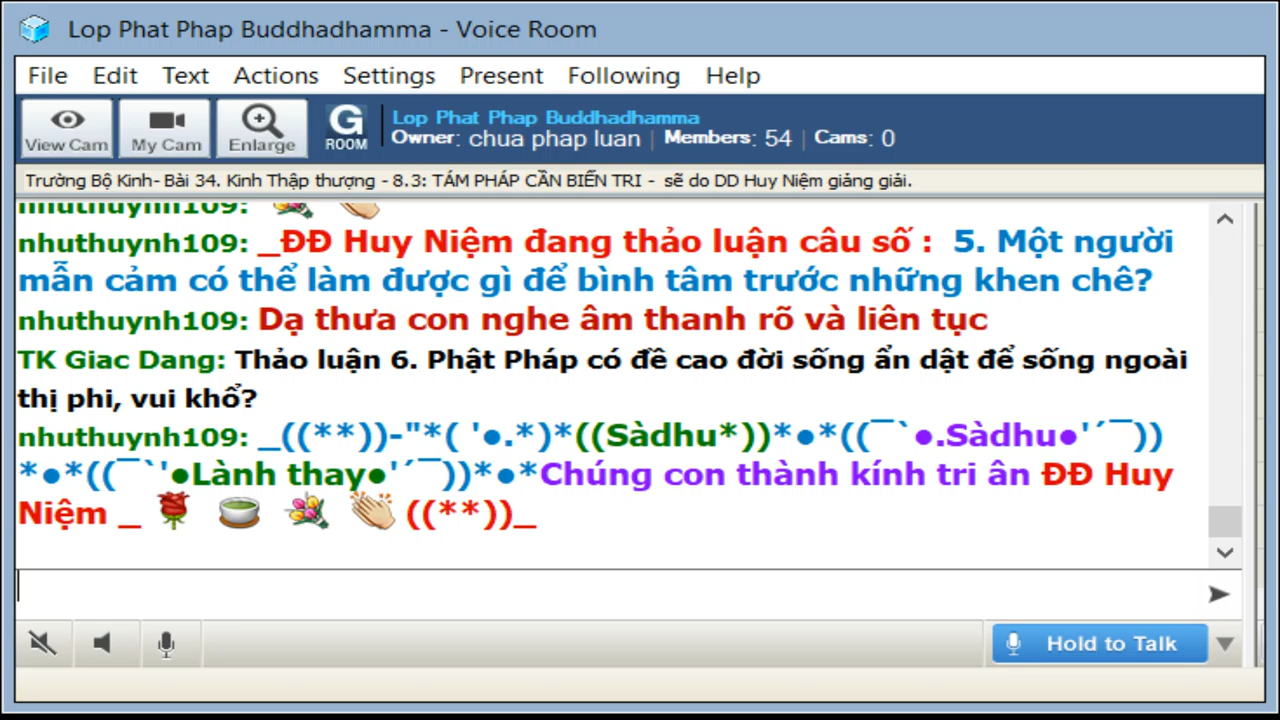 Lop Phat Phap Buddhadhamma - Voice Room
File Edit Text Actions Settings Present Following Help
View Cam My Cam Enlarge G ROOM
Lop Phat Phap Buddhadhamma
Owner: chua phap luan | Members: 54 | Cams: 0
Trường Bộ Kinh- Bài 34. Kinh Thập thượng - 8.3: TÁM PHÁP CẦN BIẾN TRI - sẽ do DD Huy Niệm giảng giải.
nhuthuynh109:
nhuthuynh109: _ĐĐ Huy Niệm đang thảo luận câu số : 5. Một người
mẫn cảm có thể làm được gì để bình tâm trước những khen chê?
nhuthuynh109: Dạ thưa con nghe âm thanh rõ và liên tục
TK Giac Dang: Thảo luận 6. Phật Pháp có đề cao đời sống ẩn dật để sống ngoài
thị phi, vui khổ?
nhuthuynh109: _((**))-"*( '●.*)*((Sàdhu*))*●*((¯`●.Sàdhu●'´¯))
*●*((¯`'●Lành thay●'´¯))*●*Chúng con thành kính tri ân ĐĐ Huy
Niệm _ 🌹 🍵 💐 👏 ((**))_
Hold to Talk